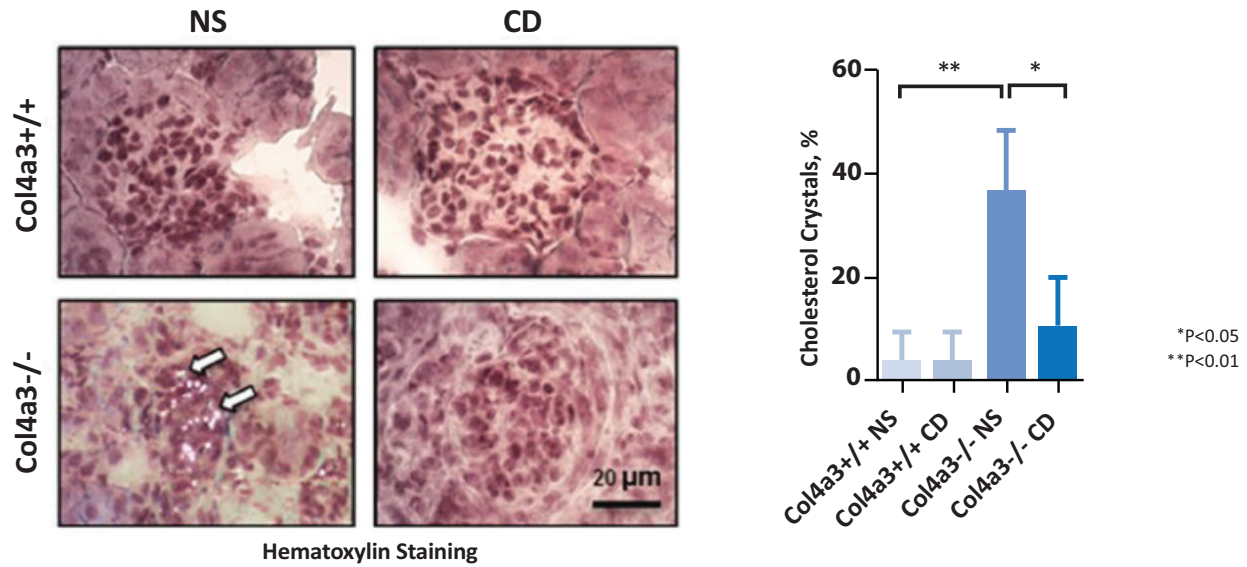 NS
CD
Col4a3+/+
Col4a3-/-
20 µm
Hematoxylin Staining
Cholesterol Crystals, %
60
40
20
0
**
*
Col4a3+/+ NS
Col4a3+/+ CD
Col4a3-/- NS
Col4a3-/- CD
*P<0.05
**P<0.01